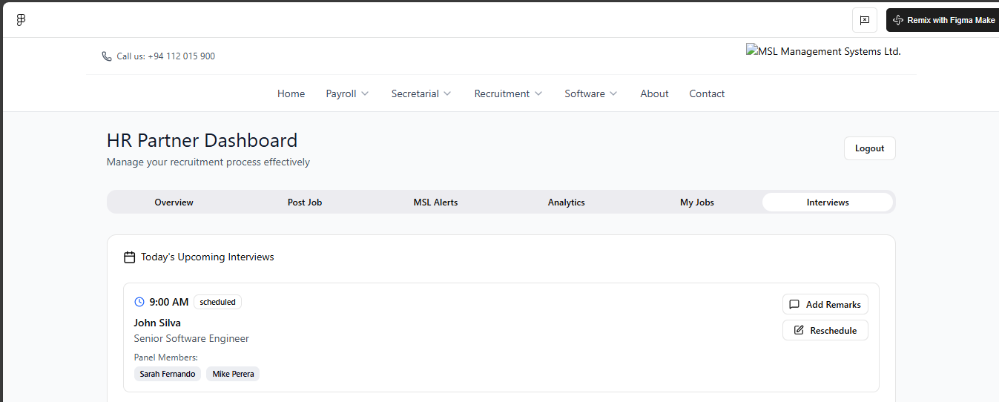 Remix with Figma Make
Call us: +94 112 015 900
MSL Management Systems Ltd.
Home Payroll Secretarial Recruitment Software About Contact
HR Partner Dashboard
Manage your recruitment process effectively
Logout
Overview Post Job MSL Alerts Analytics My Jobs Interviews
Today's Upcoming Interviews
9:00 AM scheduled
Add Remarks
John Silva
Reschedule
Senior Software Engineer
Panel Members:
Sarah Fernando Mike Perera